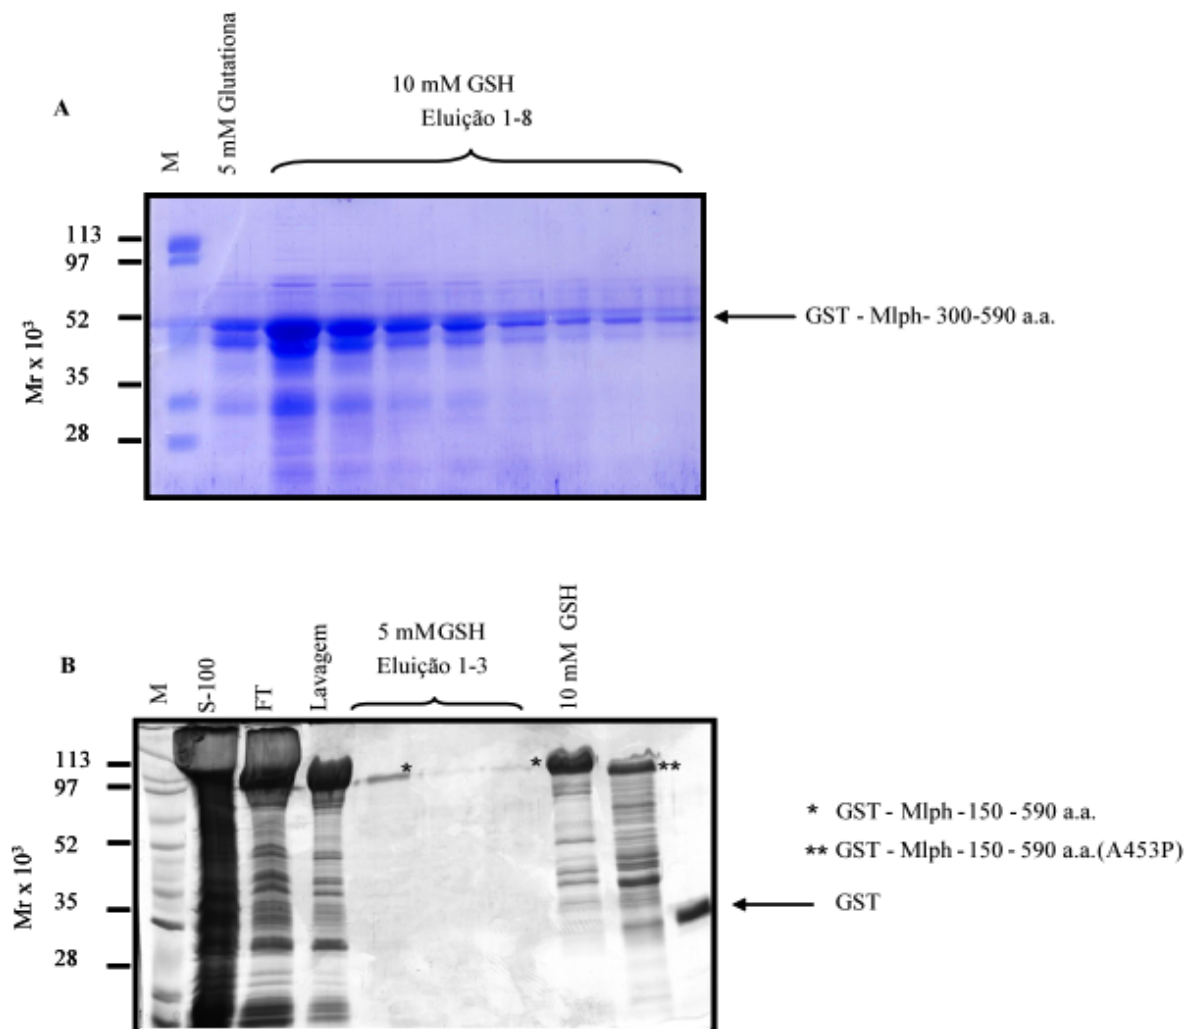 A
M
5 mM Glutationa
10 mM GSH
Eluição 1-8
113
97
52
35
28
Mr x 10³
GST - Mlph- 300-590 a.a.
B
M
S-100
FT
Lavagem
5 mMGSH
Eluição 1-3
10 mM GSH
113
97
52
35
28
Mr x 10³
*
*
**
* GST - Mlph -150 - 590 a.a.
** GST - Mlph - 150 - 590 a.a.(A453P)
GST